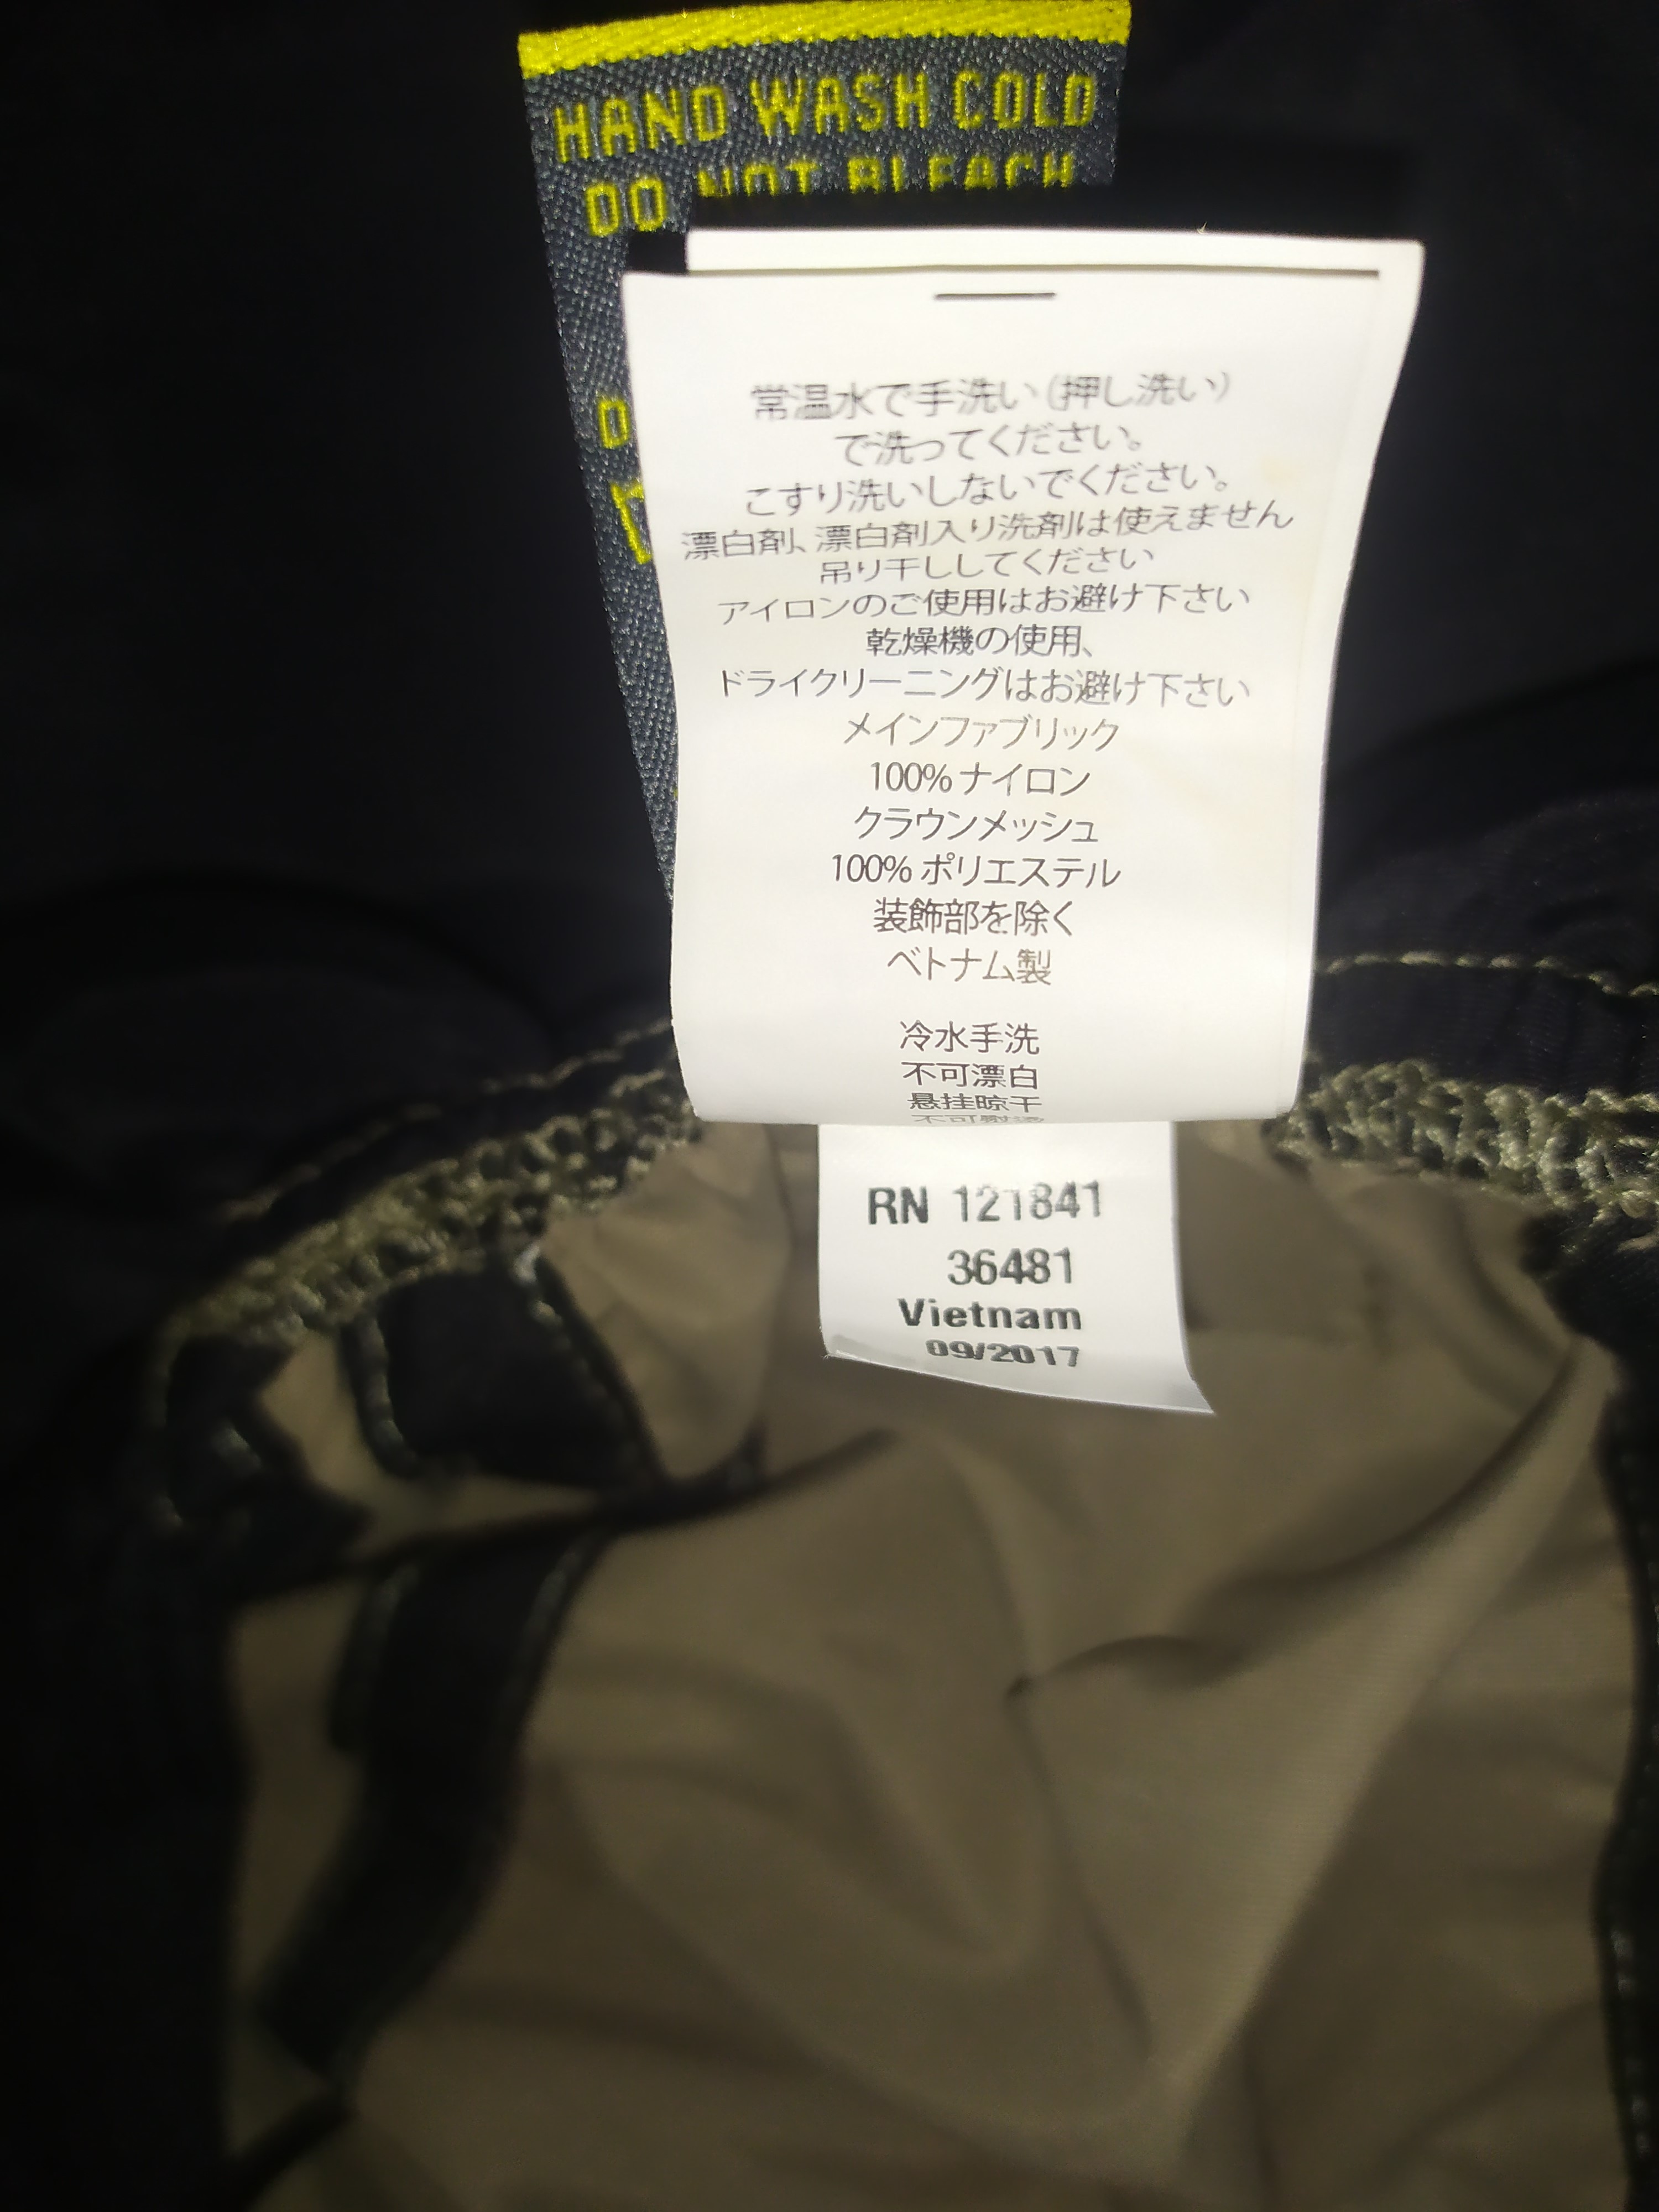 HAND WASH COLD
DO NOT BLEACH
常温水で手洗い(押し洗い)
で洗ってください。
こすり洗いしないでください。
漂白剤、漂白剤入り洗剤は使えません
吊り干ししてください
アイロンのご使用はお避け下さい
乾燥機の使用、
ドライクリーニングはお避け下さい
メインファブリック
100% ナイロン
クラウンメッシュ
100% ポリエステル
装飾部を除く
ベトナム製
冷水手洗
不可漂白
悬挂晾干
RN 121841
36481
Vietnam
09/2017